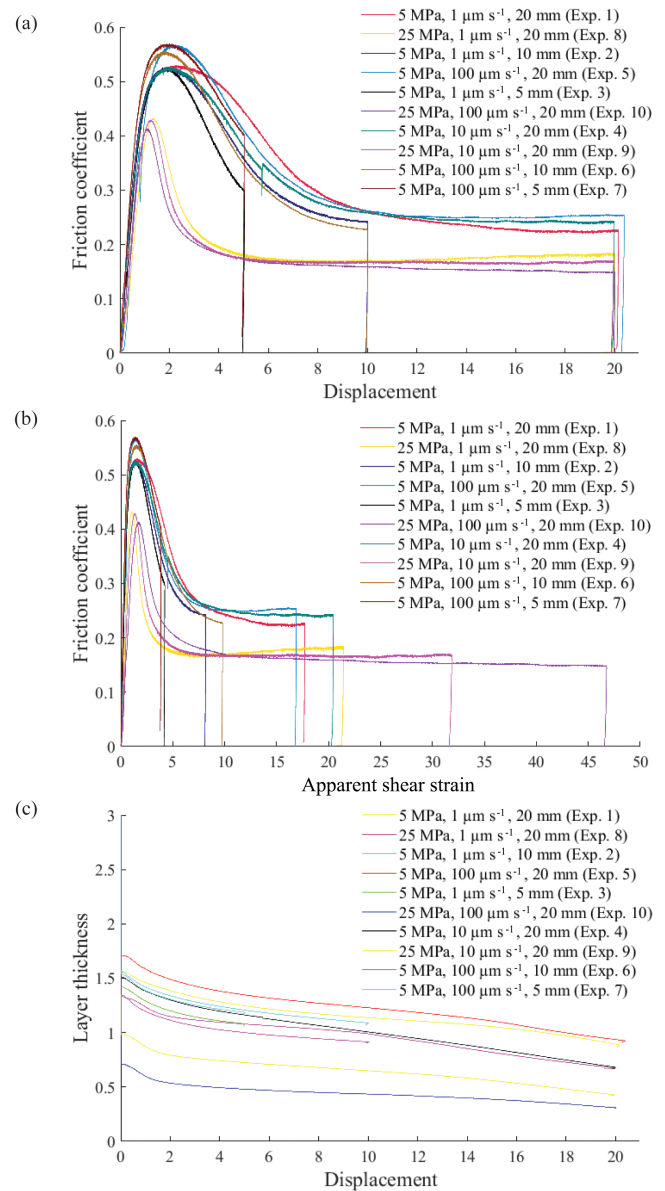 (a)
0.6
0.5
0.4
0.3
0.2
0.1
0
Friction coefficient
5 MPa, 1 µm s⁻¹, 20 mm (Exp. 1)
25 MPa, 1 µm s⁻¹, 20 mm (Exp. 8)
5 MPa, 1 µm s⁻¹, 10 mm (Exp. 2)
5 MPa, 100 µm s⁻¹, 20 mm (Exp. 5)
5 MPa, 1 µm s⁻¹, 5 mm (Exp. 3)
25 MPa, 100 µm s⁻¹, 20 mm (Exp. 10)
5 MPa, 10 µm s⁻¹, 20 mm (Exp. 4)
25 MPa, 10 µm s⁻¹, 20 mm (Exp. 9)
5 MPa, 100 µm s⁻¹, 10 mm (Exp. 6)
5 MPa, 100 µm s⁻¹, 5 mm (Exp. 7)
0 2 4 6 8 10 12 14 16 18 20
Displacement
(b)
0.6
0.5
0.4
0.3
0.2
0.1
0
Friction coefficient
5 MPa, 1 µm s⁻¹, 20 mm (Exp. 1)
25 MPa, 1 µm s⁻¹, 20 mm (Exp. 8)
5 MPa, 1 µm s⁻¹, 10 mm (Exp. 2)
5 MPa, 100 µm s⁻¹, 20 mm (Exp. 5)
5 MPa, 1 µm s⁻¹, 5 mm (Exp. 3)
25 MPa, 100 µm s⁻¹, 20 mm (Exp. 10)
5 MPa, 10 µm s⁻¹, 20 mm (Exp. 4)
25 MPa, 10 µm s⁻¹, 20 mm (Exp. 9)
5 MPa, 100 µm s⁻¹, 10 mm (Exp. 6)
5 MPa, 100 µm s⁻¹, 5 mm (Exp. 7)
0 5 10 15 20 25 30 35 40 45 50
Apparent shear strain
(c)
3
2.5
2
1.5
1
0.5
0
Layer thickness
5 MPa, 1 µm s⁻¹, 20 mm (Exp. 1)
25 MPa, 1 µm s⁻¹, 20 mm (Exp. 8)
5 MPa, 1 µm s⁻¹, 10 mm (Exp. 2)
5 MPa, 100 µm s⁻¹, 20 mm (Exp. 5)
5 MPa, 1 µm s⁻¹, 5 mm (Exp. 3)
25 MPa, 100 µm s⁻¹, 20 mm (Exp. 10)
5 MPa, 10 µm s⁻¹, 20 mm (Exp. 4)
25 MPa, 10 µm s⁻¹, 20 mm (Exp. 9)
5 MPa, 100 µm s⁻¹, 10 mm (Exp. 6)
5 MPa, 100 µm s⁻¹, 5 mm (Exp. 7)
0 2 4 6 8 10 12 14 16 18 20
Displacement